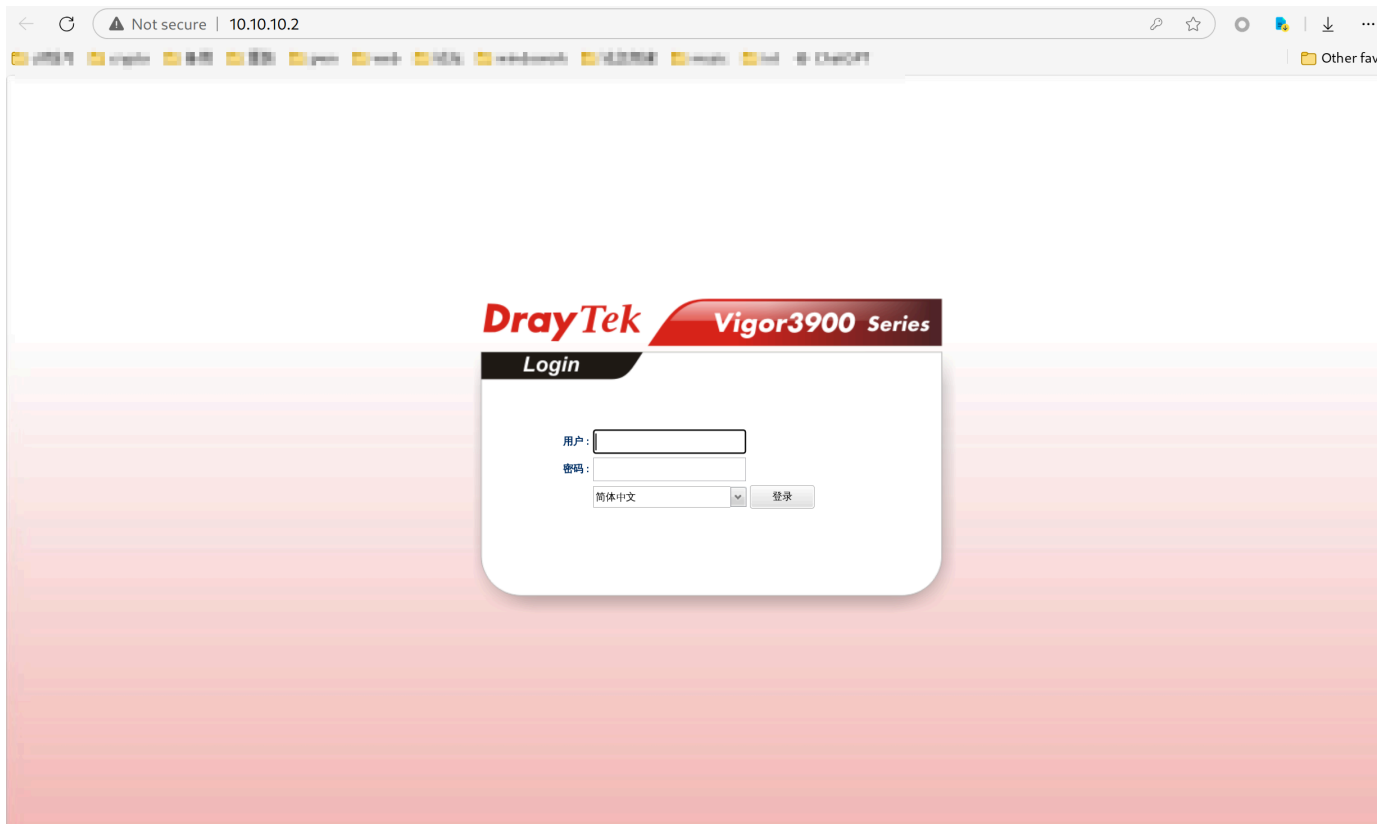 Not secure 10.10.10.2
Other fav
DrayTek Vigor3900 Series
Login
用户 :
密码 :
简体中文 登录